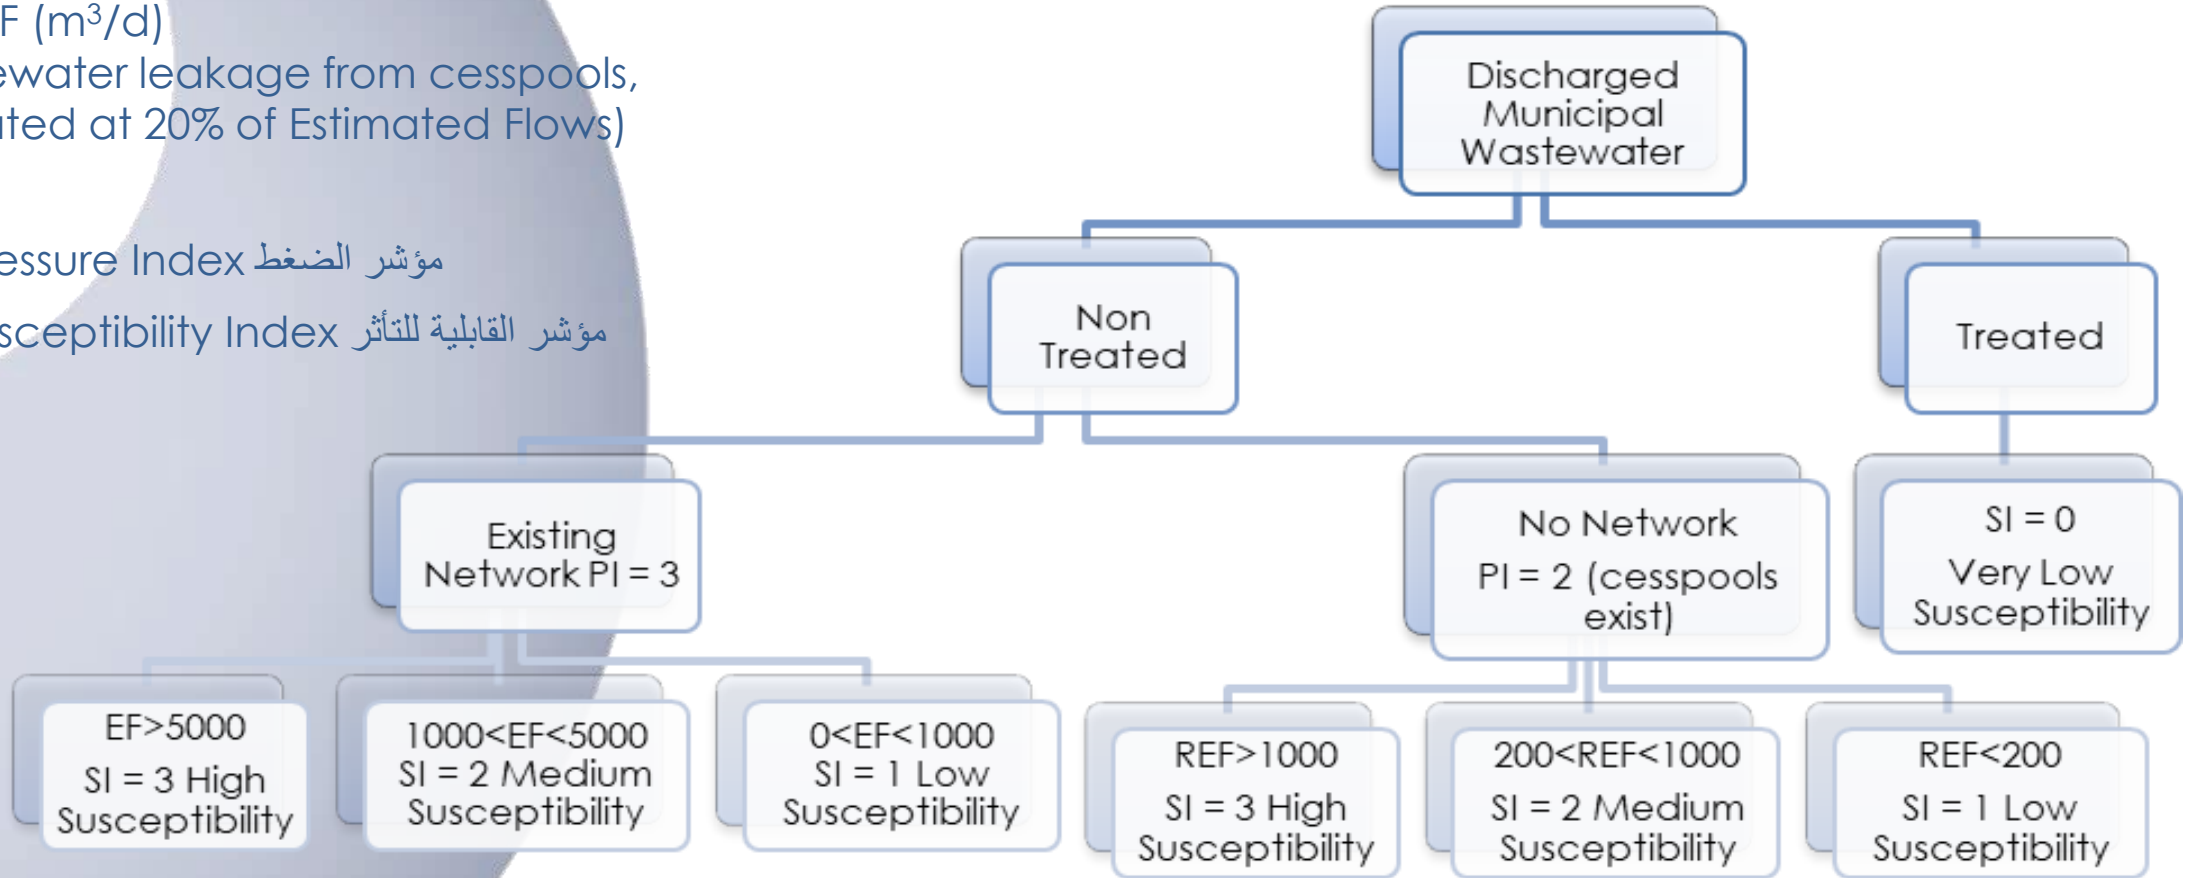 F (m³/d)
ewater leakage from cesspools,
ated at 20% of Estimated Flows)
essure Index مؤشر الضغط
sceptibility Index مؤشر القابلية للتأثر
Discharged
Municipal
Wastewater
Non
Treated
Treated
Existing
Network PI = 3
No Network
PI = 2 (cesspools
exist)
SI = 0
Very Low
Susceptibility
EF>5000
SI = 3 High
Susceptibility
1000<EF<5000
SI = 2 Medium
Susceptibility
0<EF<1000
SI = 1 Low
Susceptibility
REF>1000
SI = 3 High
Susceptibility
200<REF<1000
SI = 2 Medium
Susceptibility
REF<200
SI = 1 Low
Susceptibility